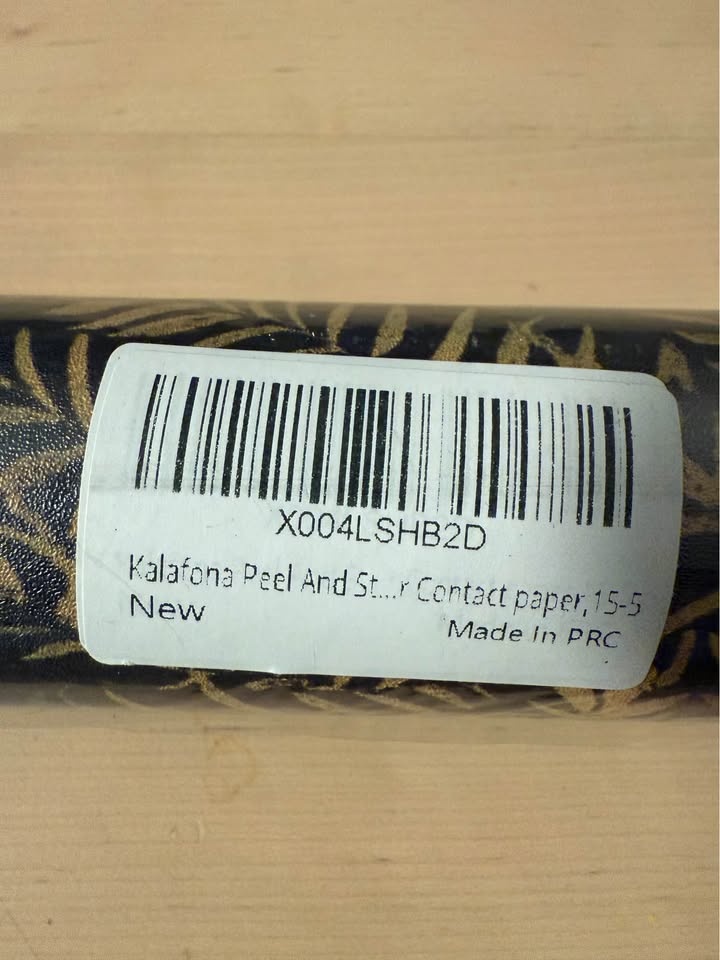 X004LSHB2D
Kalafona Peel And St...r Contact paper,15-5
New
Made In PRC